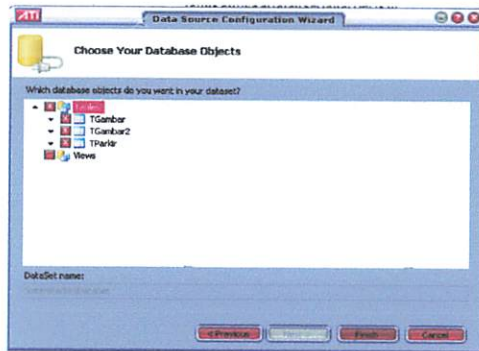 ATI
Data Source Configuration Wizard
Choose Your Database Objects
Which database objects do you want in your dataset?
Tables
TGambar
TGambar2
TParkir
Views
DataSet name:
< Previous
Finish
Cancel